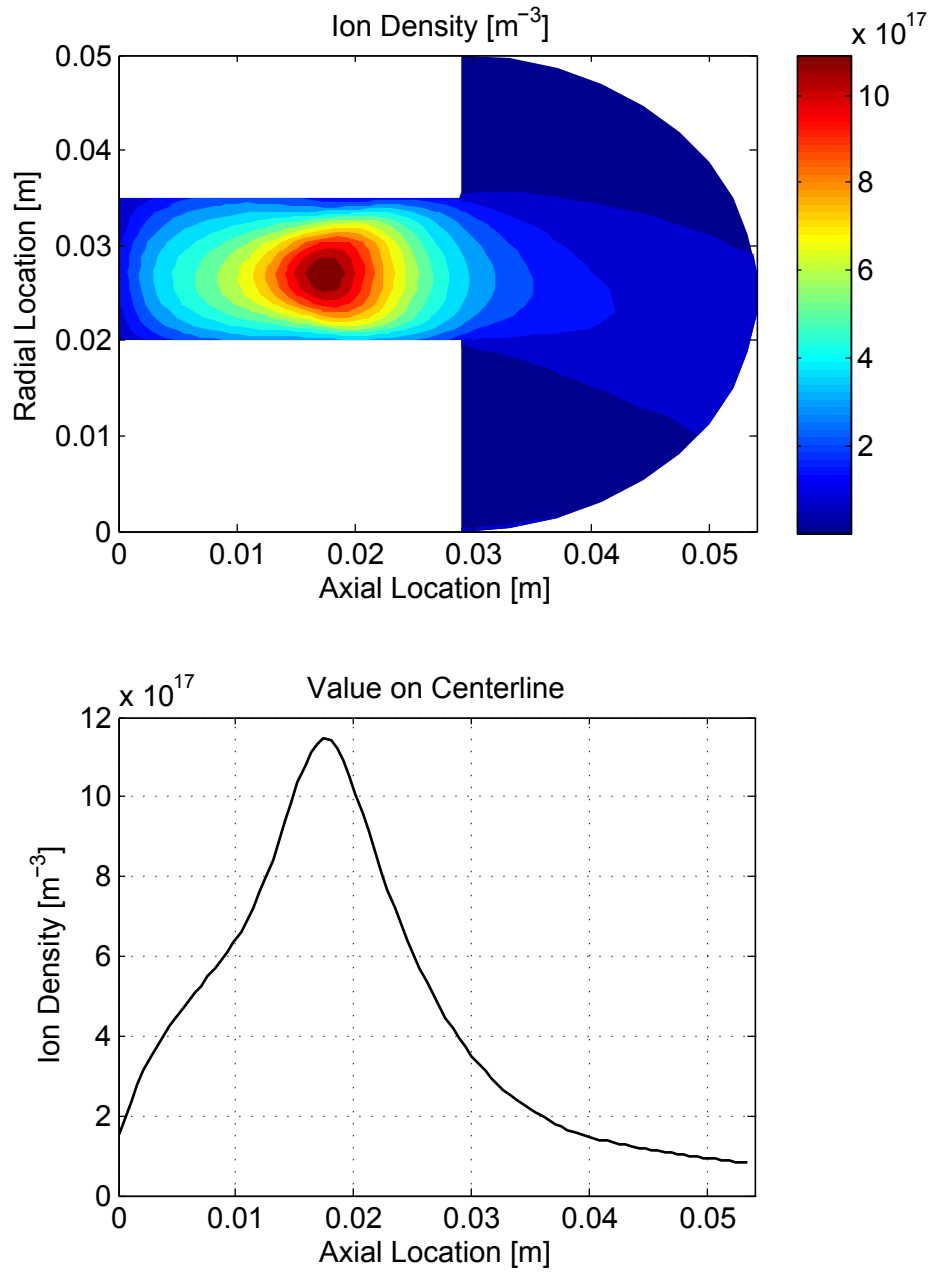 Ion Density [m−3]
x 10^17
0.05
0.04
0.03
0.02
0.01
0
Radial Location [m]
0 0.01 0.02 0.03 0.04 0.05
Axial Location [m]
10
8
6
4
2
Value on Centerline
x 10^17
12
10
8
6
4
2
0
Ion Density [m−3]
0 0.01 0.02 0.03 0.04 0.05
Axial Location [m]